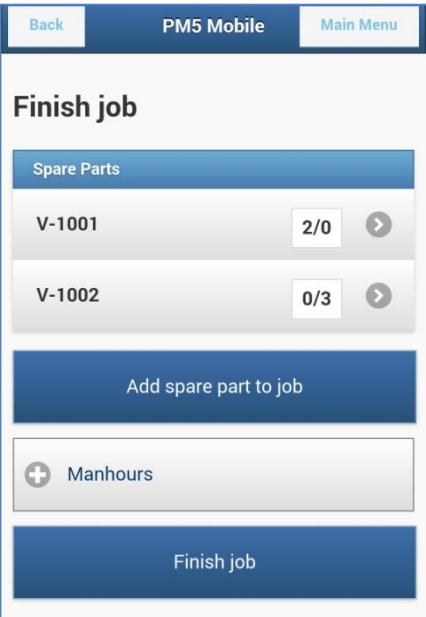 Back PM5 Mobile Main Menu
Finish job
Spare Parts
V-1001 2/0
V-1002 0/3
Add spare part to job
Manhours
Finish job